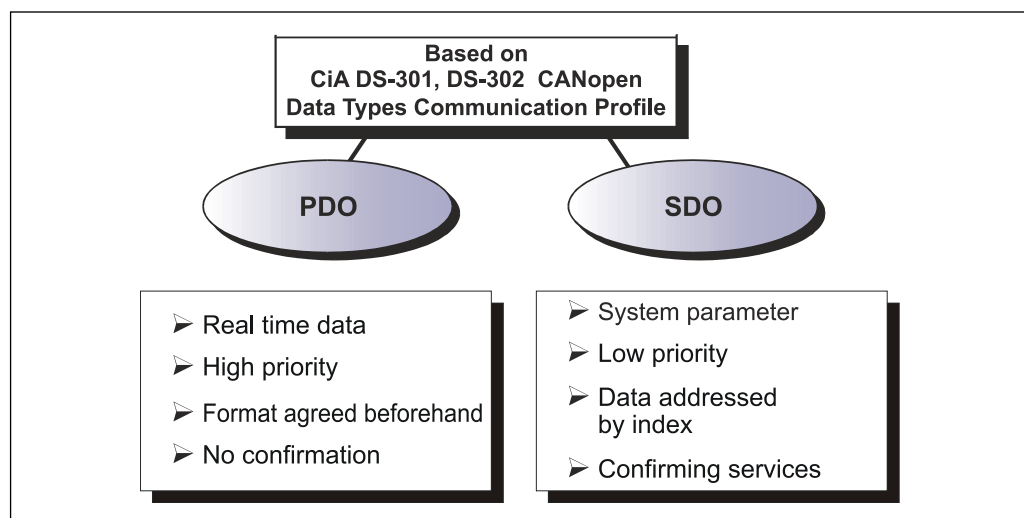 Based on
CiA DS-301, DS-302 CANopen
Data Types Communication Profile
PDO
SDO
Real time data
High priority
Format agreed beforehand
No confirmation
System parameter
Low priority
Data addressed
by index
Confirming services